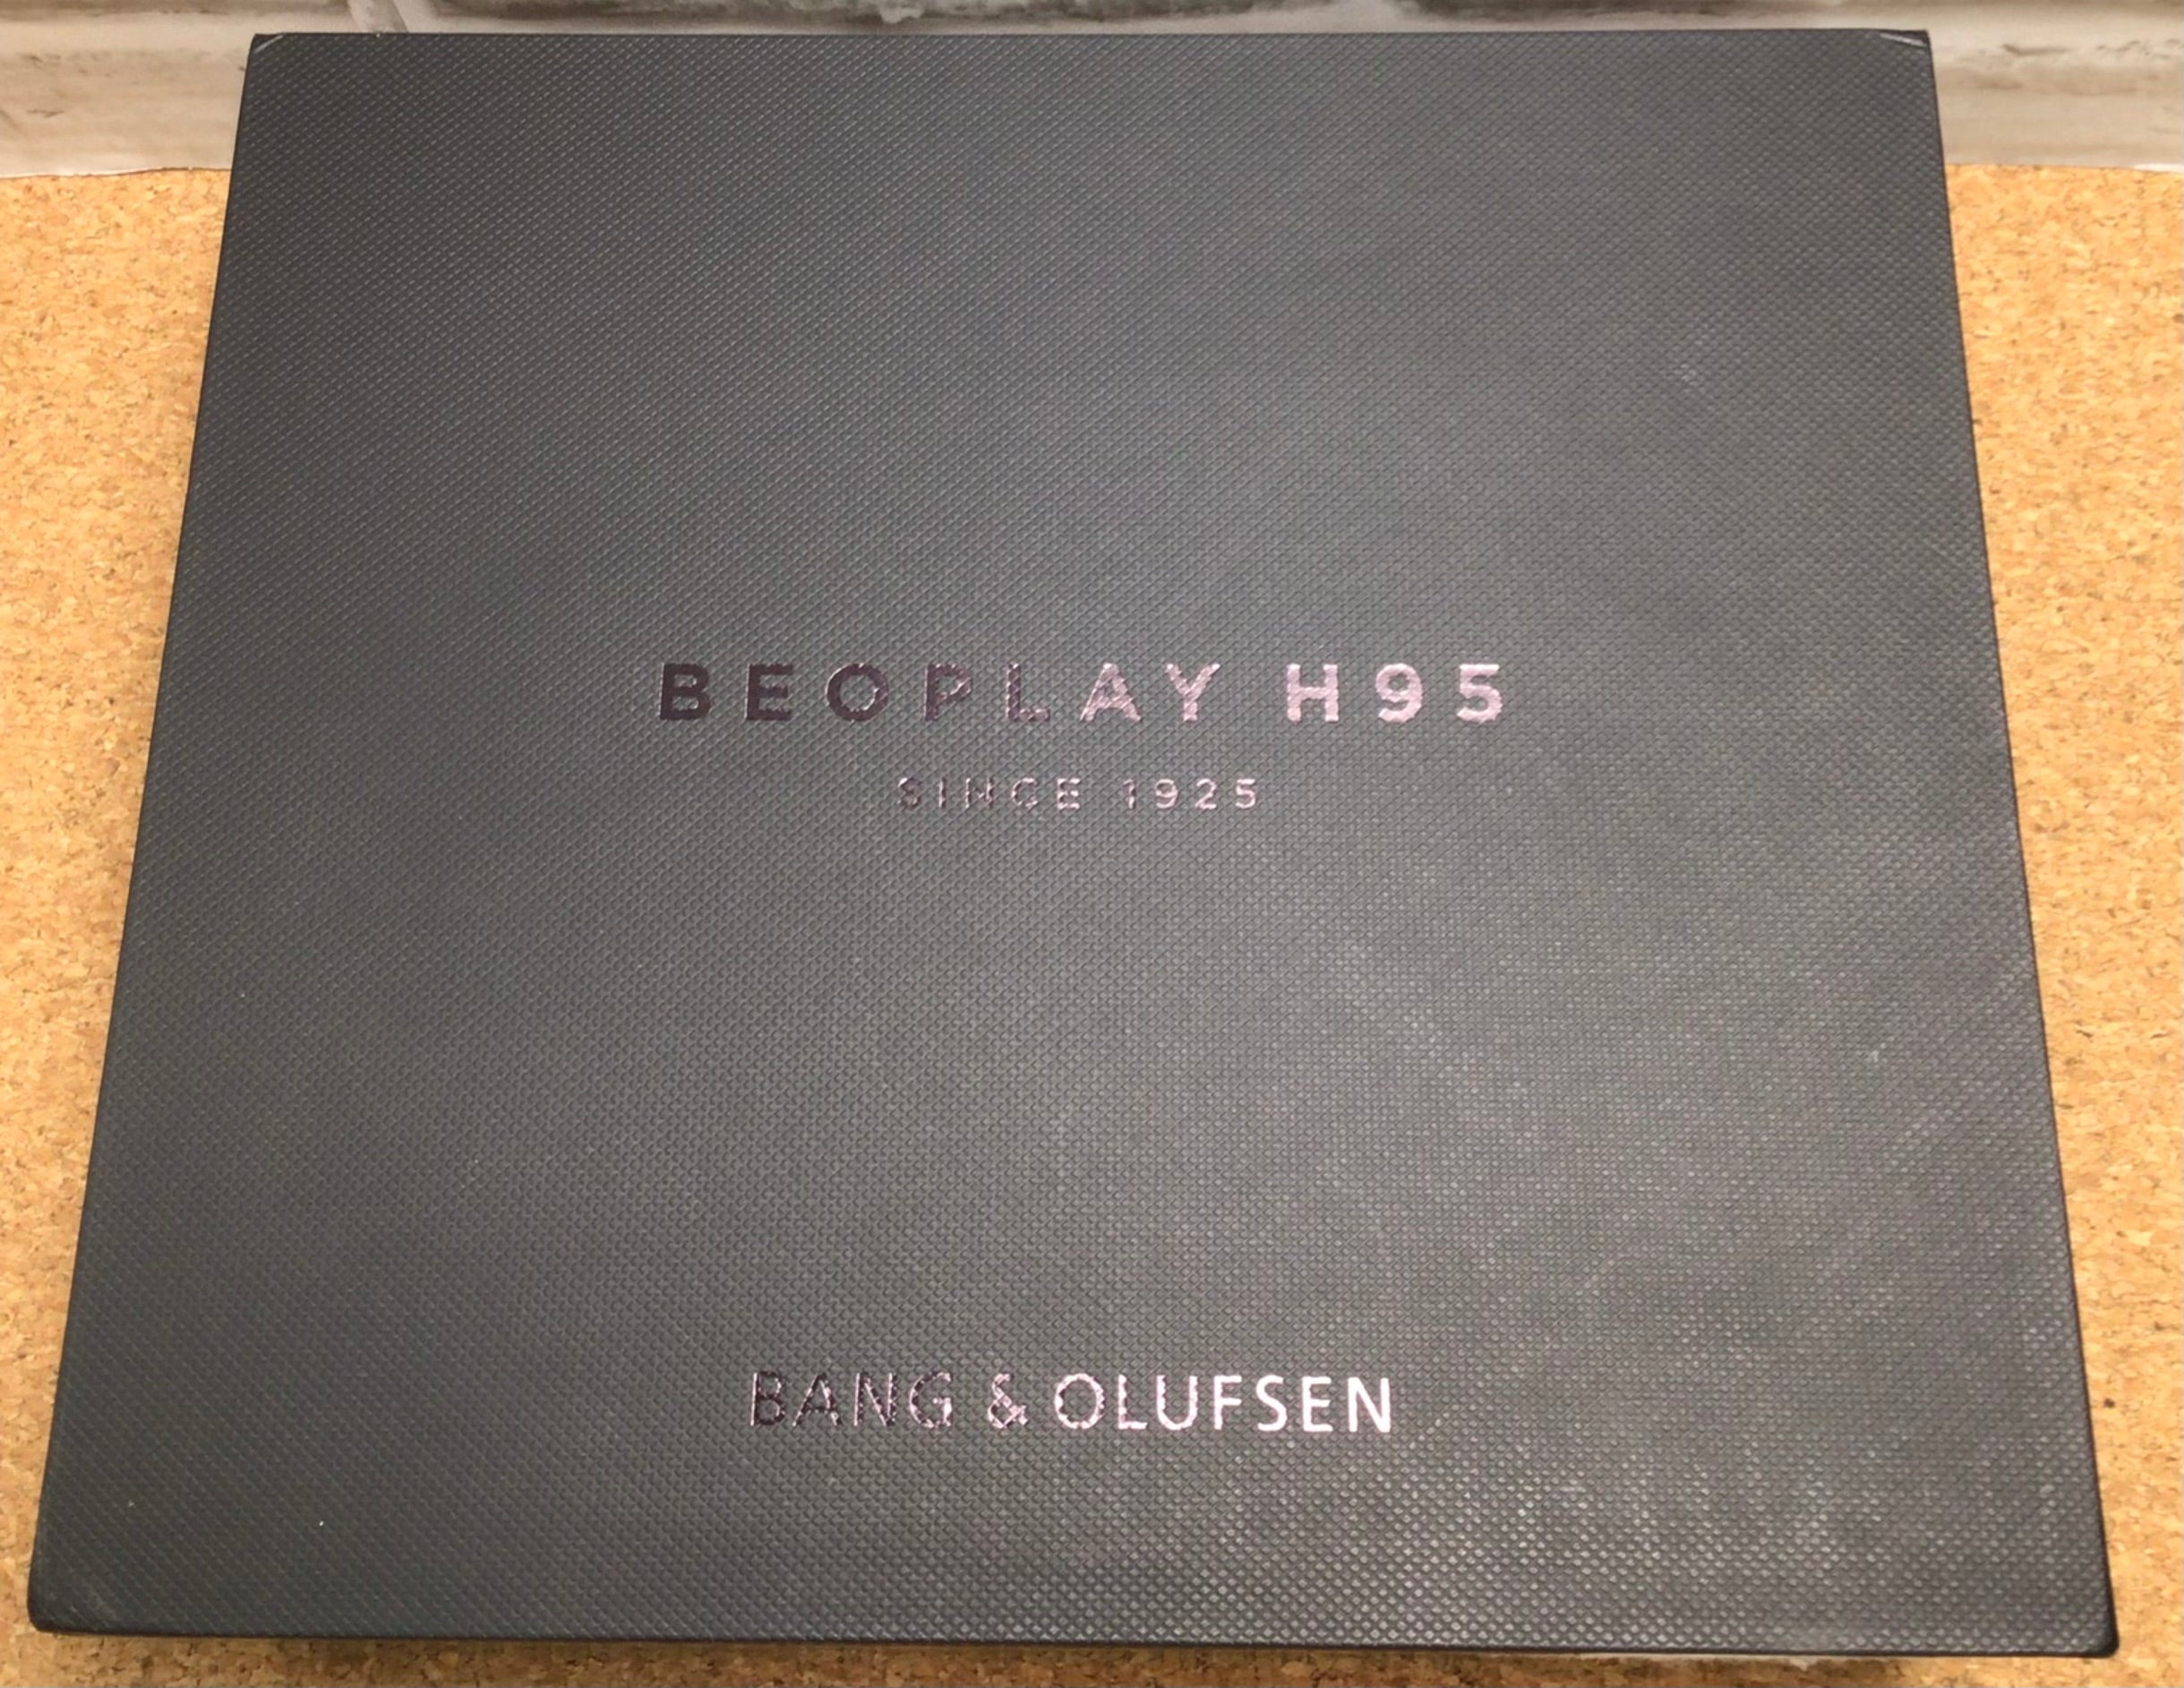 BEOPLAY H95
SINCE 1925
BANG & OLUFSEN